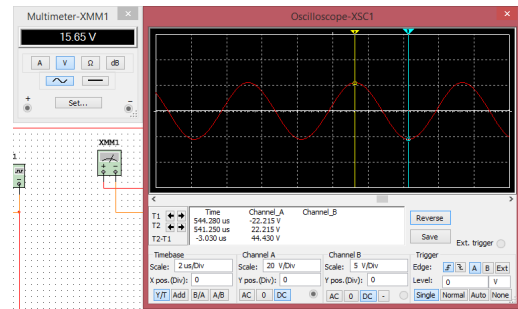 Multimeter-XMM1
15.65 V
A V Ω dB
+ Set... -
XMM1
Oscilloscope-XSC1
Time Channel_A Channel_B
T1 544.280 us -22.215 V
T2 541.250 us 22.215 V
T2-T1 -3.030 us 44.430 V
Reverse
Save
Ext. trigger
Timebase Channel A Channel B Trigger
Scale: 2 us/Div Scale: 20 V/Div Scale: 5 V/Div Edge: A B Ext
X pos.(Div): 0 Y pos.(Div): 0 Y pos.(Div): 0 Level: 0 V
Y/T Add B/A A/B AC 0 DC AC 0 DC - Single Normal Auto None